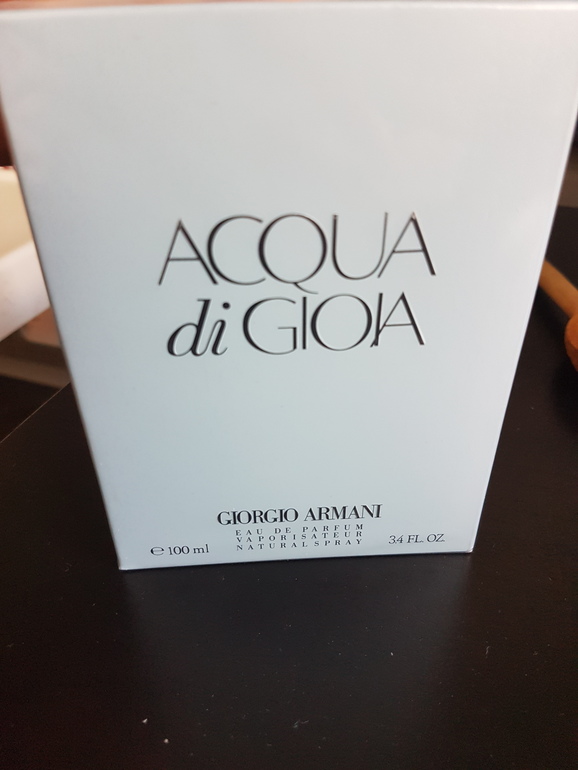 ACQUA
di GIOIA
GIORGIO ARMANI
EAU DE PARFUM
VAPORISATEUR
NATURAL SPRAY
℮ 100 ml
3.4 FL. OZ.